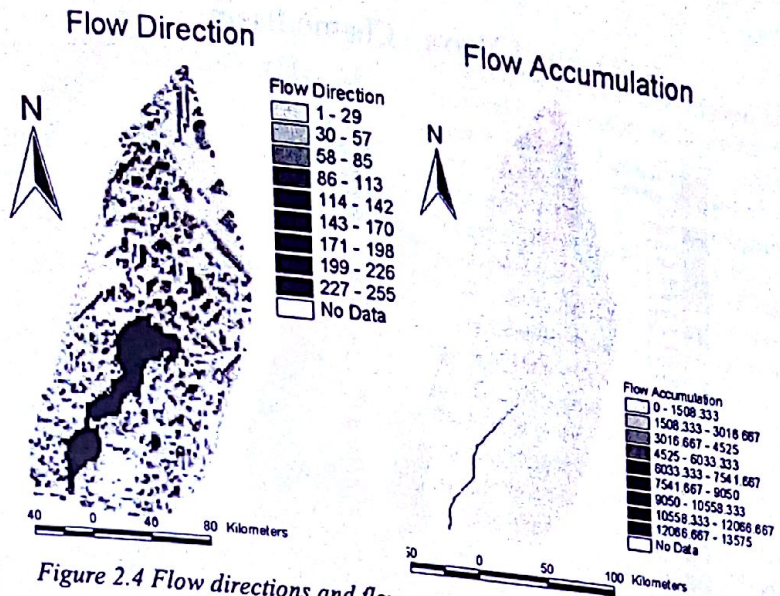 Flow Direction
N
Flow Direction
1 - 29
30 - 57
58 - 85
86 - 113
114 - 142
143 - 170
171 - 198
199 - 226
227 - 255
No Data
40 0 40 80 Kilometers
Flow Accumulation
N
Flow Accumulation
0 - 1508.333
1508.333 - 3016.667
3016.667 - 4525
4525 - 6033.333
6033.333 - 7541.667
7541.667 - 9050
9050 - 10558.333
10558.333 - 12066.667
12066.667 - 13575
No Data
50 0 50 100 Kilometers
Figure 2.4 Flow directions and